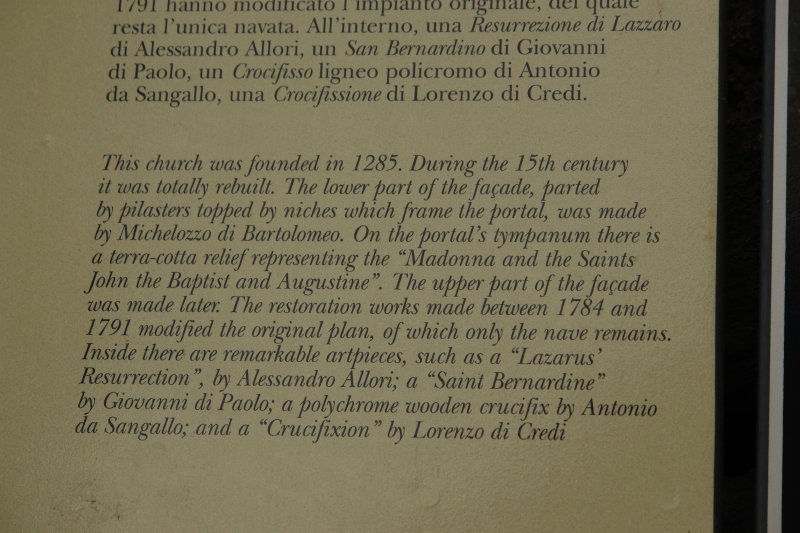 1791 hanno modificato l'impianto originale, del quale
resta l'unica navata. All'interno, una Resurrezione di Lazzaro
di Alessandro Allori, un San Bernardino di Giovanni
di Paolo, un Crocifisso ligneo policromo di Antonio
da Sangallo, una Crocifissione di Lorenzo di Credi.
This church was founded in 1285. During the 15th century
it was totally rebuilt. The lower part of the façade, parted
by pilasters topped by niches which frame the portal, was made
by Michelozzo di Bartolomeo. On the portal's tympanum there is
a terra-cotta relief representing the “Madonna and the Saints
John the Baptist and Augustine”. The upper part of the façade
was made later. The restoration works made between 1784 and
1791 modified the original plan, of which only the nave remains.
Inside there are remarkable artpieces, such as a “Lazarus’
Resurrection”, by Alessandro Allori; a “Saint Bernardine”
by Giovanni di Paolo; a polychrome wooden crucifix by Antonio
da Sangallo; and a “Crucifixion” by Lorenzo di Credi